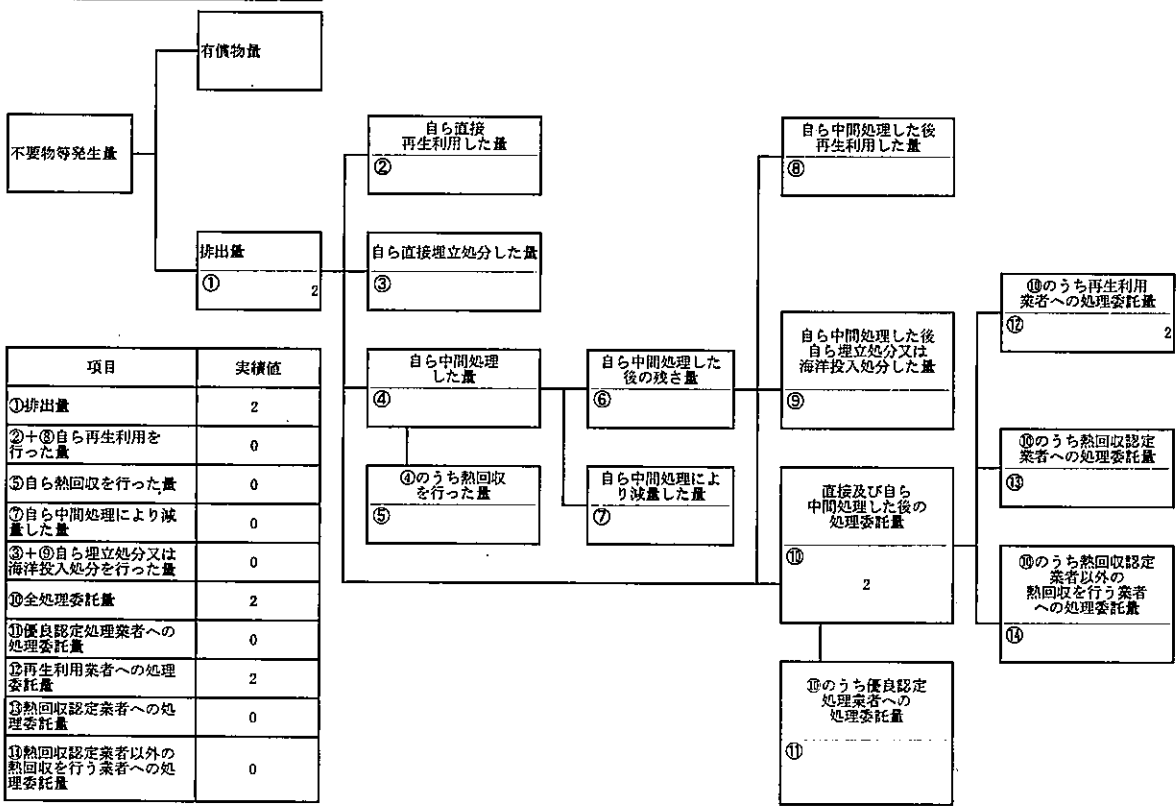 有償物量
不要物等発生量
排出量
①
2
自ら直接
再生利用した量
②
自ら直接埋立処分した量
③
自ら中間処理
した量
④
④のうち熱回収
を行った量
⑤
自ら中間処理した
後の残さ量
⑥
自ら中間処理によ
り減量した量
⑦
自ら中間処理した後
再生利用した量
⑧
自ら中間処理した後
自ら埋立処分又は
海洋投入処分した量
⑨
直接及び自ら
中間処理した後の
処理委託量
⑩
2
⑩のうち優良認定
処理業者への
処理委託量
⑪
⑩のうち再生利用
業者への処理委託量
⑫
2
⑩のうち熱回収認定
業者への処理委託量
⑬
⑩のうち熱回収認定
業者以外の
熱回収を行う業者
への処理委託量
⑭
項目 実績値
①排出量 2
②+⑧自ら再生利用を
行った量 0
⑤自ら熱回収を行った量 0
⑦自ら中間処理により減
量した量 0
③+⑨自ら埋立処分又は
海洋投入処分を行った量 0
⑩全処理委託量 2
⑪優良認定処理業者への
処理委託量 0
⑫再生利用業者への処理
委託量 2
⑬熱回収認定業者への処
理委託量 0
⑭熱回収認定業者以外の
熱回収を行う業者への処
理委託量 0